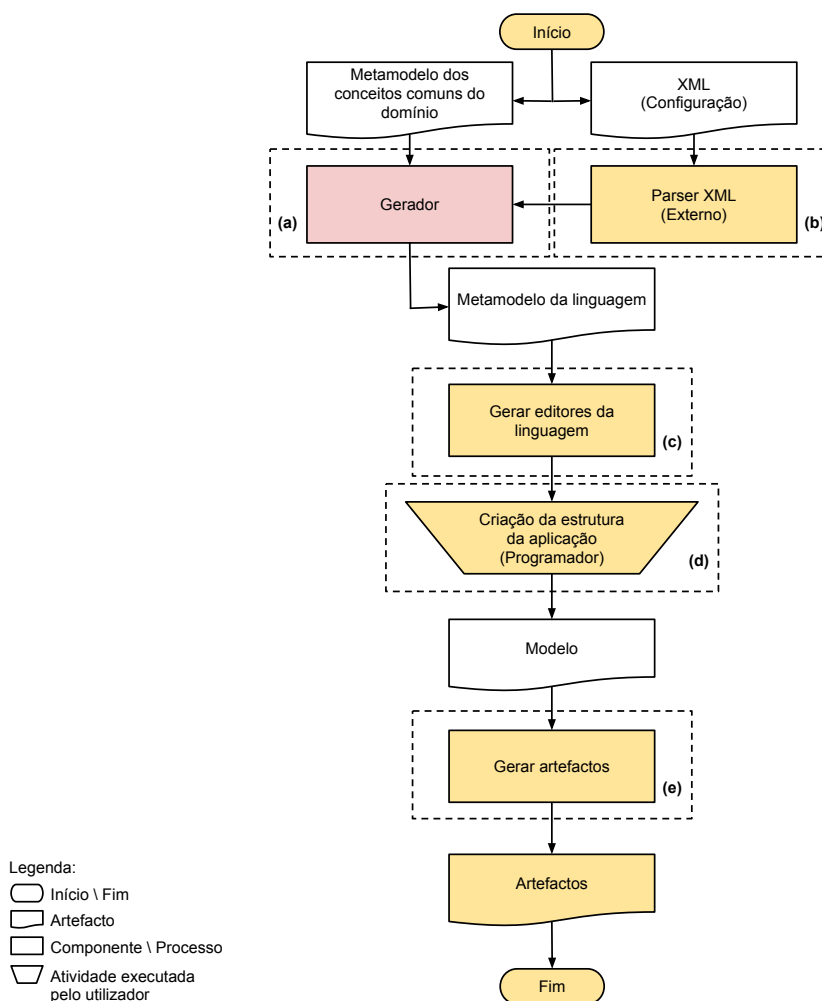 Início
Metamodelo dos
conceitos comuns do
domínio
XML
(Configuração)
Gerador
(a)
Parser XML
(Externo)
(b)
Metamodelo da linguagem
Gerar editores da
linguagem
(c)
Criação da estrutura
da aplicação
(Programador)
(d)
Modelo
Gerar artefactos
(e)
Artefactos
Fim
Legenda:
Início \ Fim
Artefacto
Componente \ Processo
Atividade executada
pelo utilizador